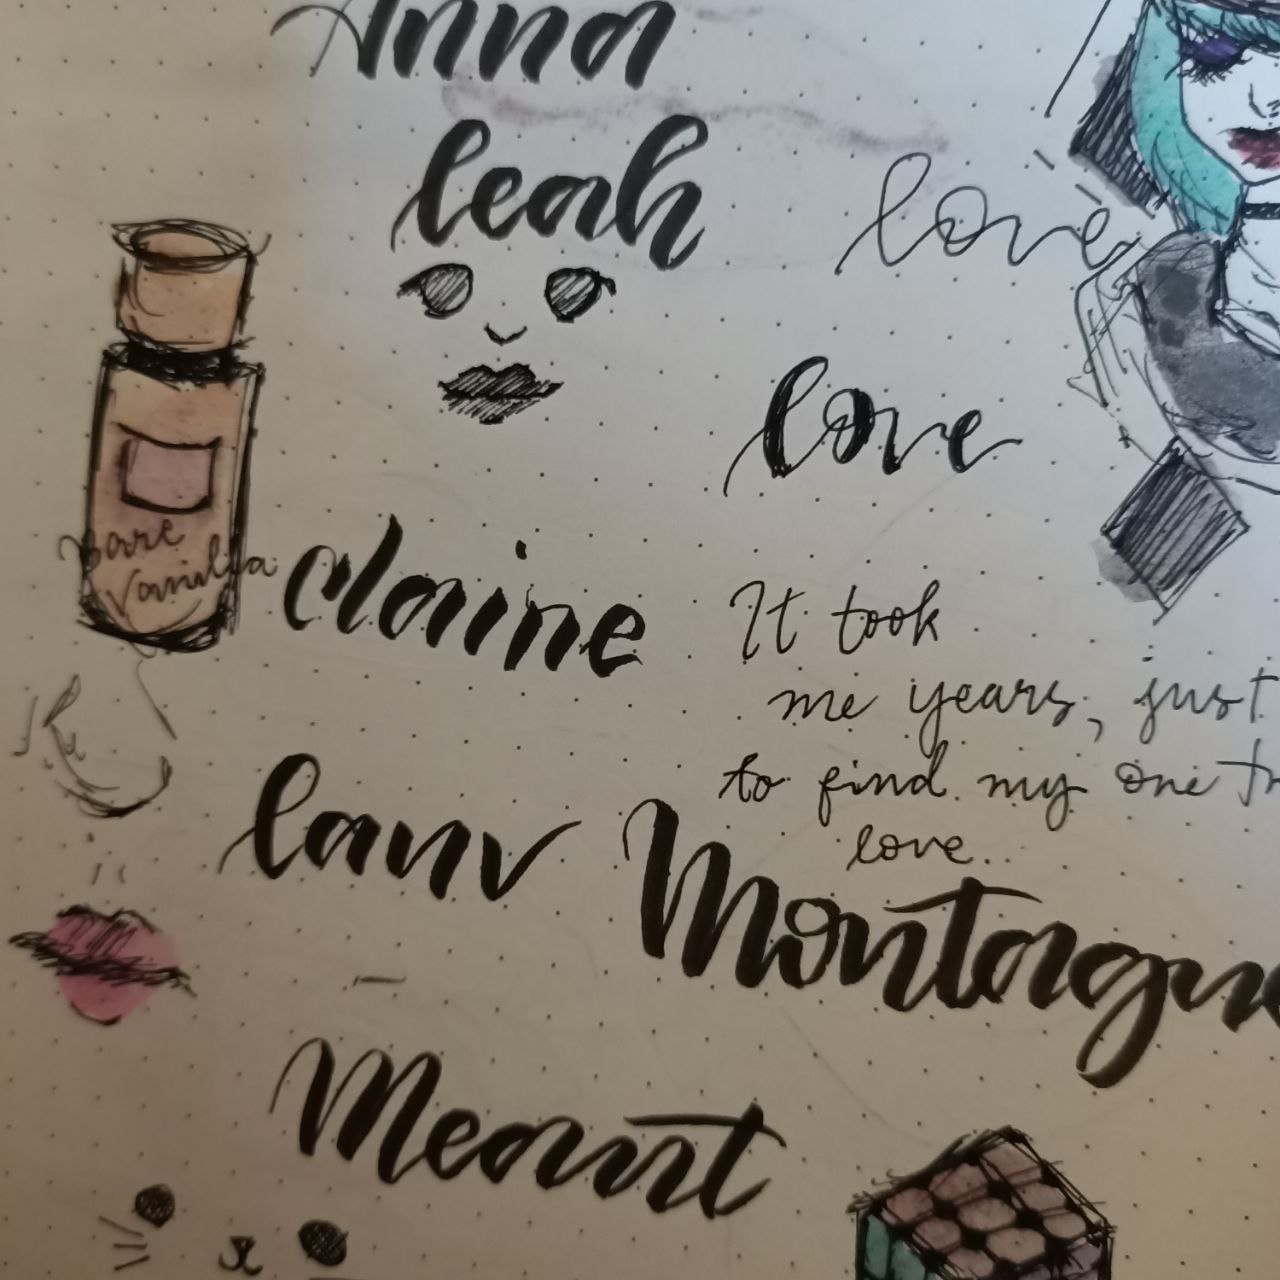 Anna
leah
love
love
Bare
Vanilla
claine
It took
me years, just
to find my one tr
love..
lanv
Montague
Meant